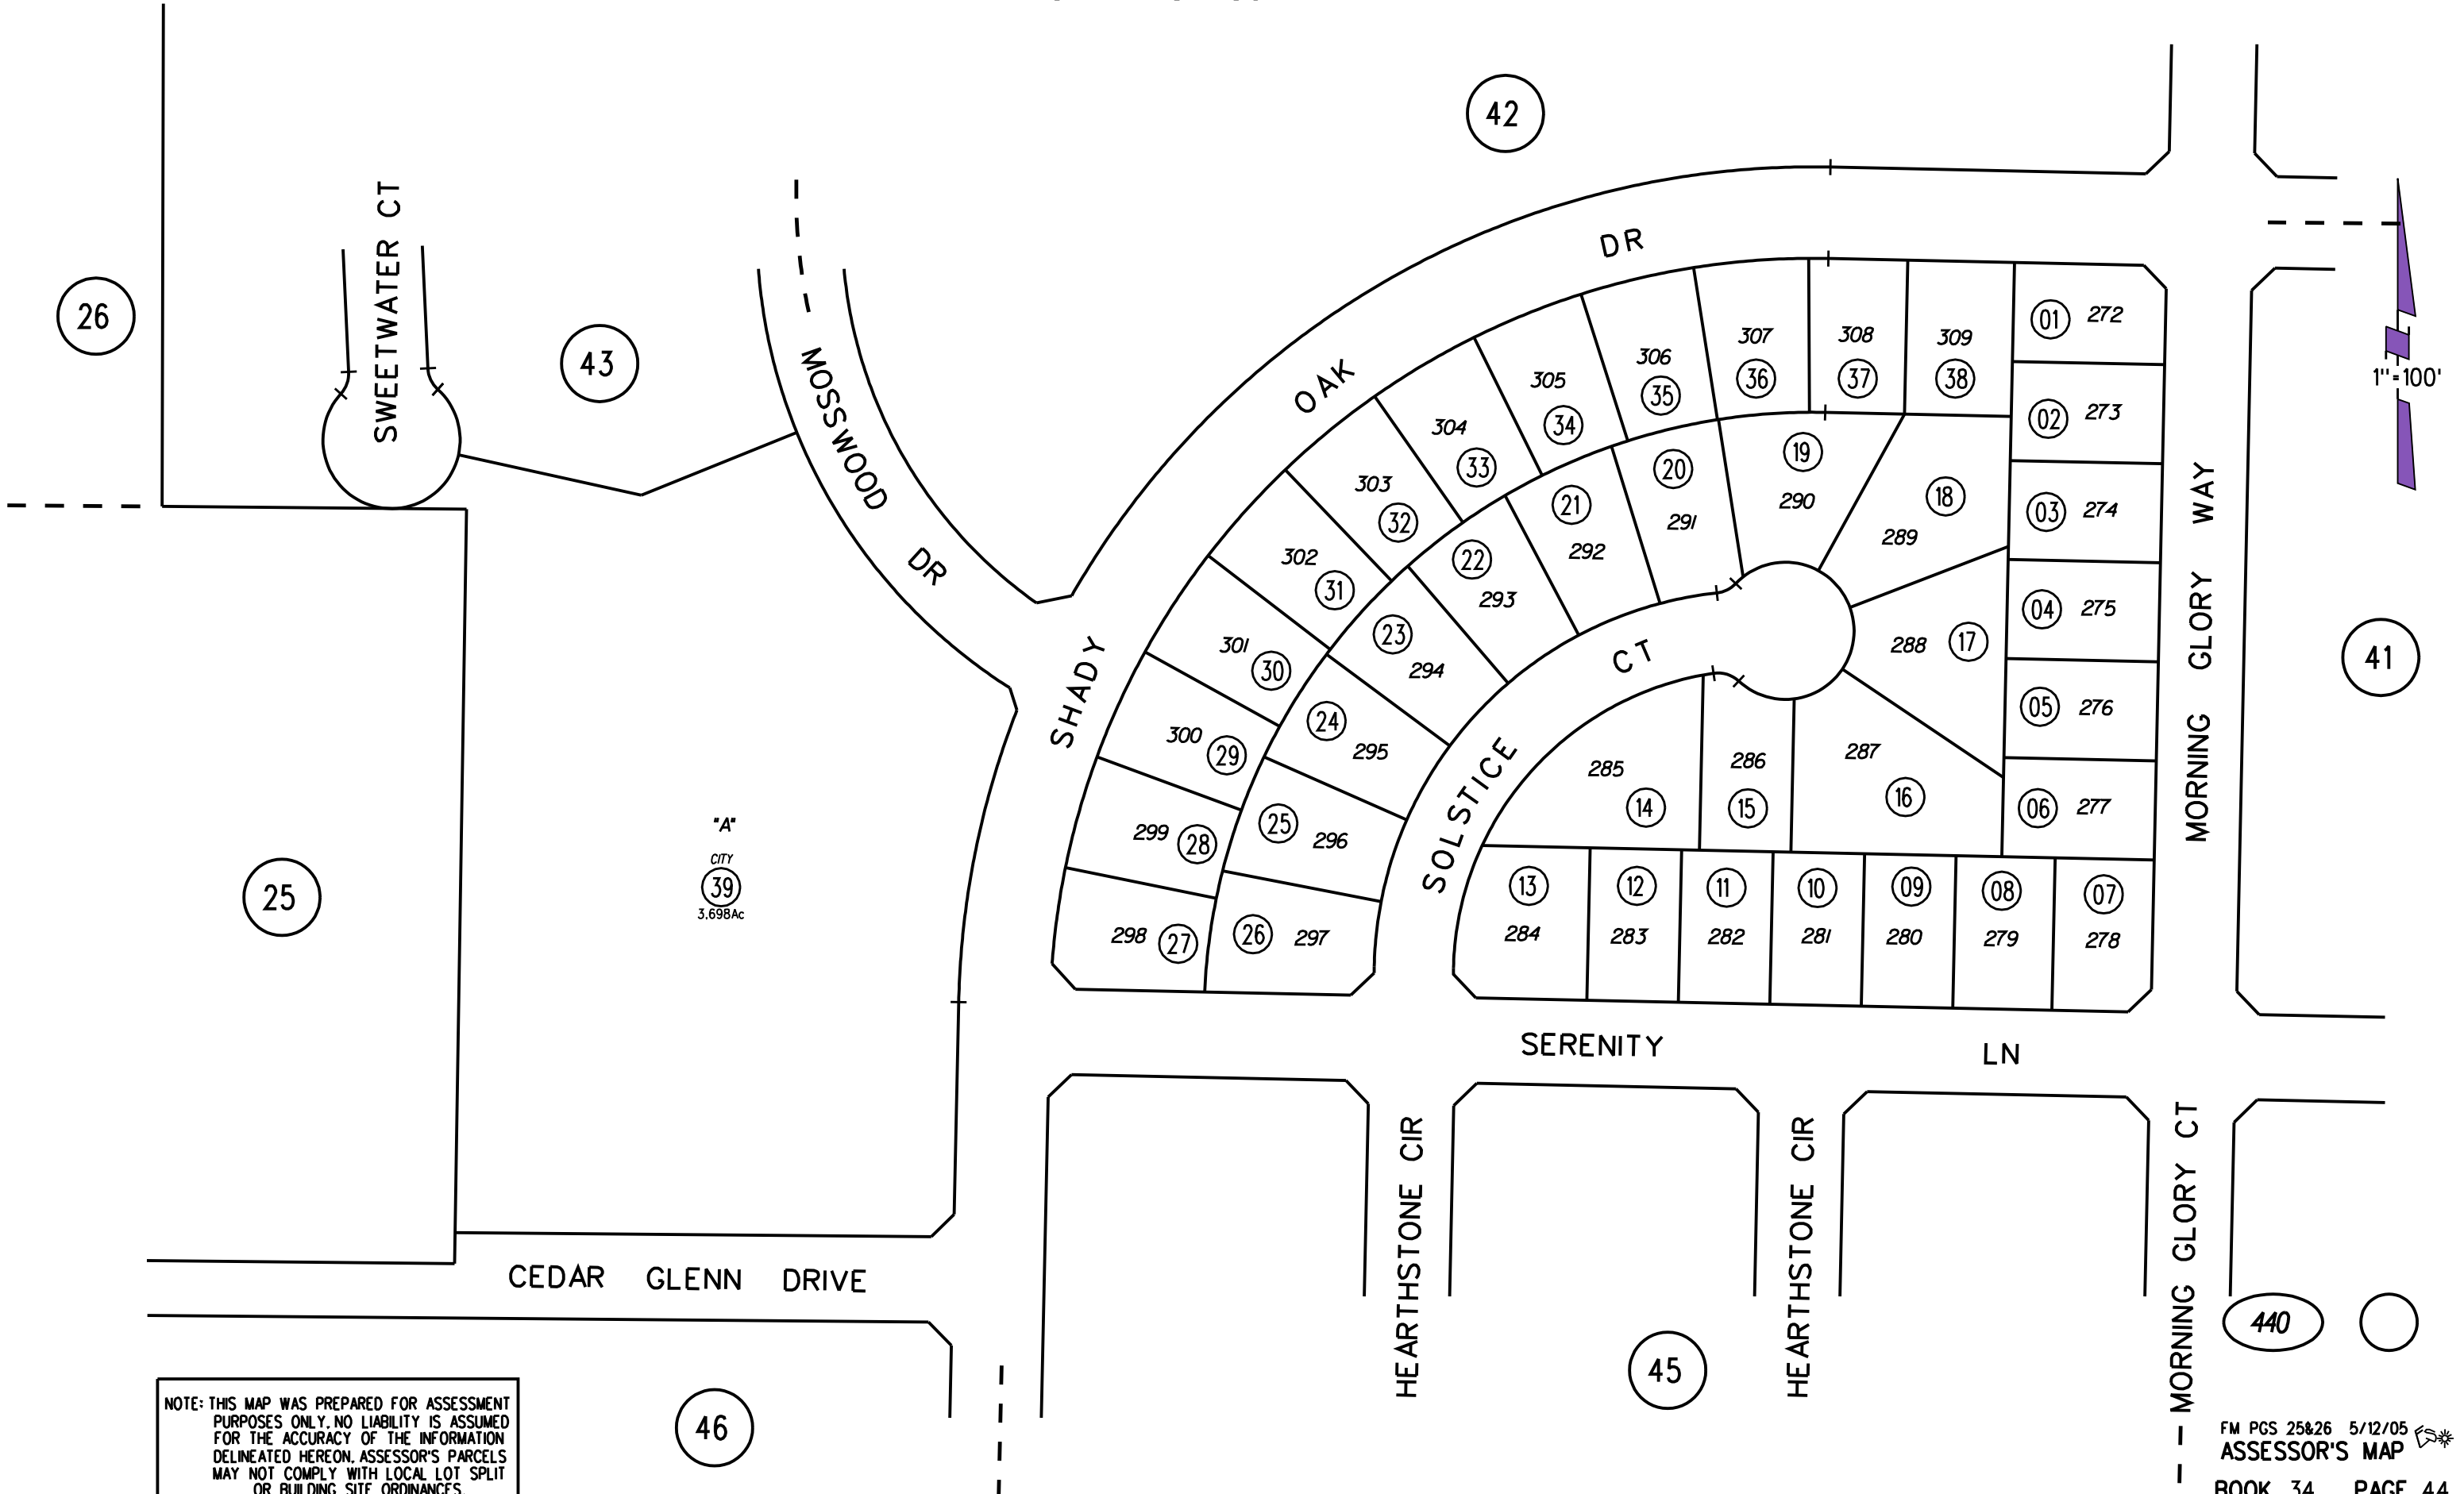 42
SWEETWATER CT
26
43
MOSSWOOD DR
SHADY OAK DR
1"=100'
307 36
308 37
309 38
01 272
306 35
305 34
304 33
303 32
302 31
301 30
300 29
299 28
298 27
02 273
03 274
04 275
05 276
06 277
19 290
18 289
20 291
21 292
22 293
23 294
24 295
25 296
26 297
288 17
287 16
286 15
285 14
SOLSTICE CT
MORNING GLORY WAY
41
13 284
12 283
11 282
10 281
09 280
08 279
07 278
"A"
CITY
39
3.698Ac
25
SERENITY LN
HEARTHSTONE CIR
HEARTHSTONE CIR
MORNING GLORY CT
CEDAR GLENN DRIVE
440
45
46
NOTE: THIS MAP WAS PREPARED FOR ASSESSMENT
PURPOSES ONLY. NO LIABILITY IS ASSUMED
FOR THE ACCURACY OF THE INFORMATION
DELINEATED HEREON. ASSESSOR'S PARCELS
MAY NOT COMPLY WITH LOCAL LOT SPLIT
OR BUILDING SITE ORDINANCES.
FM PGS 25&26 5/12/05
ASSESSOR'S MAP
BOOK 34 PAGE 44